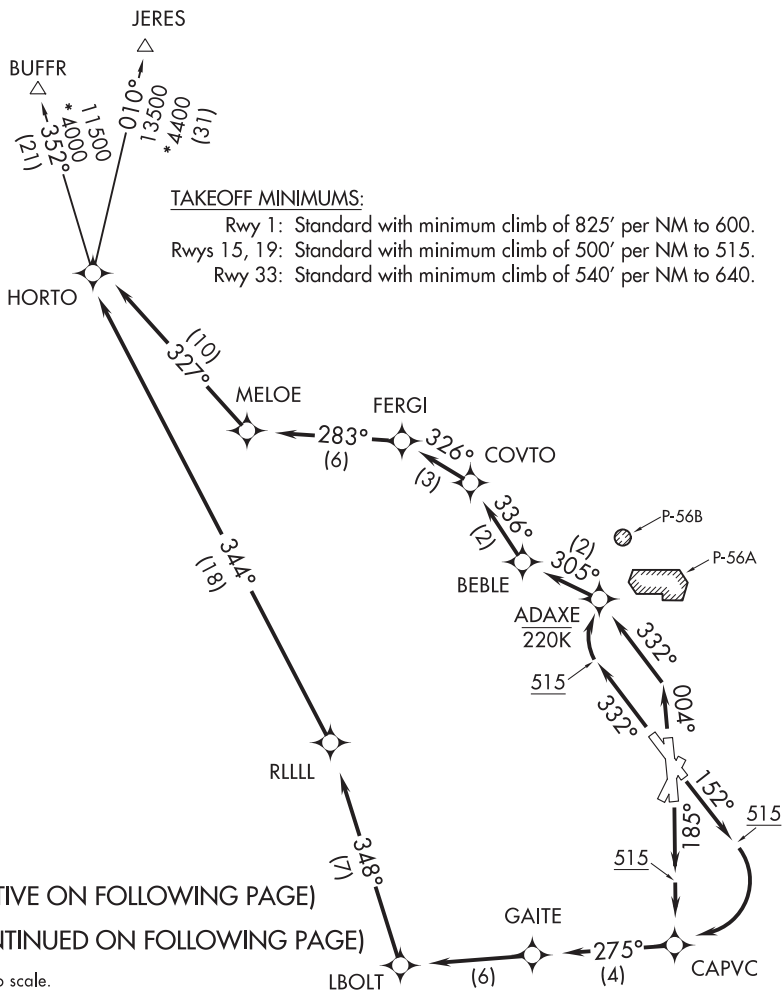 JERES
BUFFR
010°
13500
*4400
(31)
11500
*4000
352°
(21)
TAKEOFF MINIMUMS:
Rwy 1: Standard with minimum climb of 825' per NM to 600.
Rwys 15, 19: Standard with minimum climb of 500' per NM to 515.
Rwy 33: Standard with minimum climb of 540' per NM to 640.
HORTO
(10)
327°
MELOE
FERGI
283°
(6)
326°
(3)
COVTO
336°
(2)
P-56B
P-56A
(2)
305°
BEBLE
ADAXE
220K
344°
(18)
332°
515
332°
004°
RLLLL
152°
515
185°
515
348°
(7)
TIVE ON FOLLOWING PAGE)
NTINUED ON FOLLOWING PAGE)
GAITE
275°
(4)
CAPVC
(6)
LBOLT
o scale.